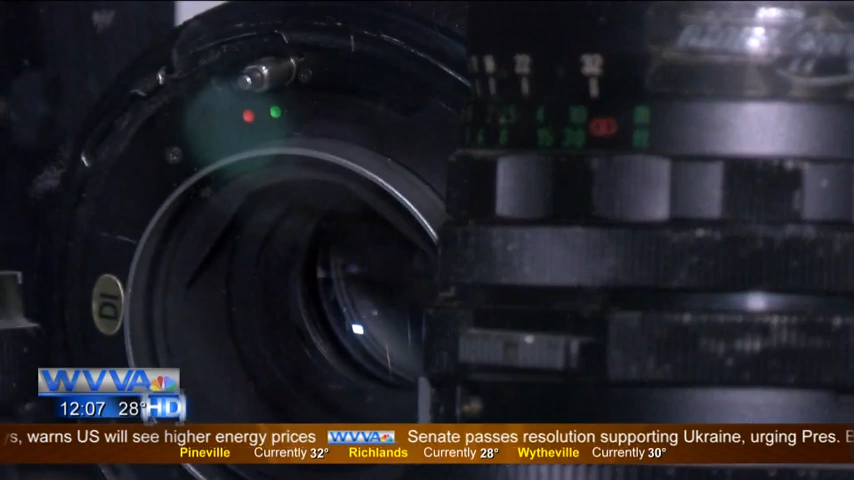 22 32
DI
WVVA
12:07 28° HD
ys, warns US will see higher energy prices WVVA Senate passes resolution supporting Ukraine, urging Pres. B
Pineville Currently 32° Richlands Currently 28° Wytheville Currently 30°